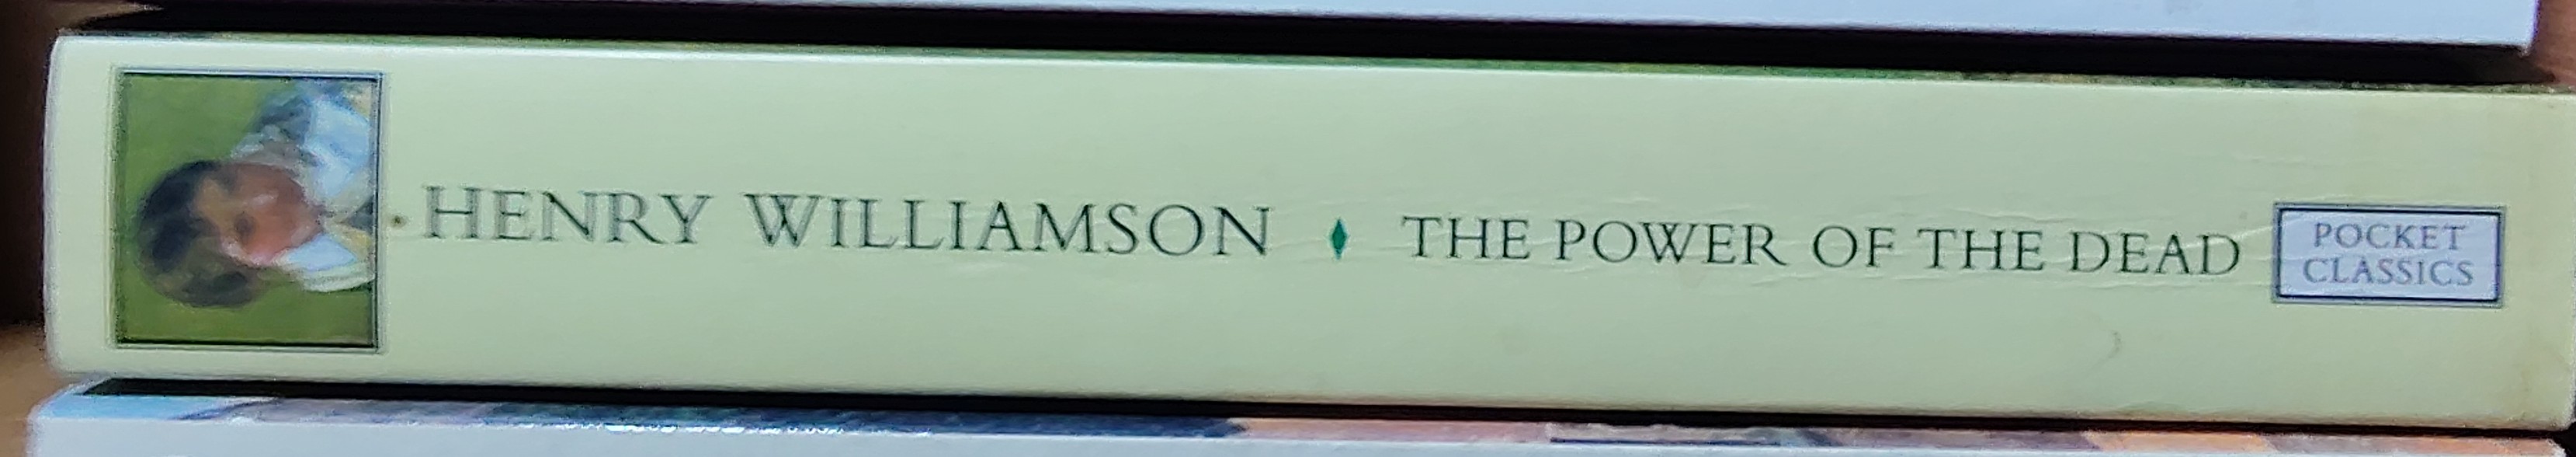 HENRY WILLIAMSON ♦ THE POWER OF THE DEAD
POCKET
CLASSICS